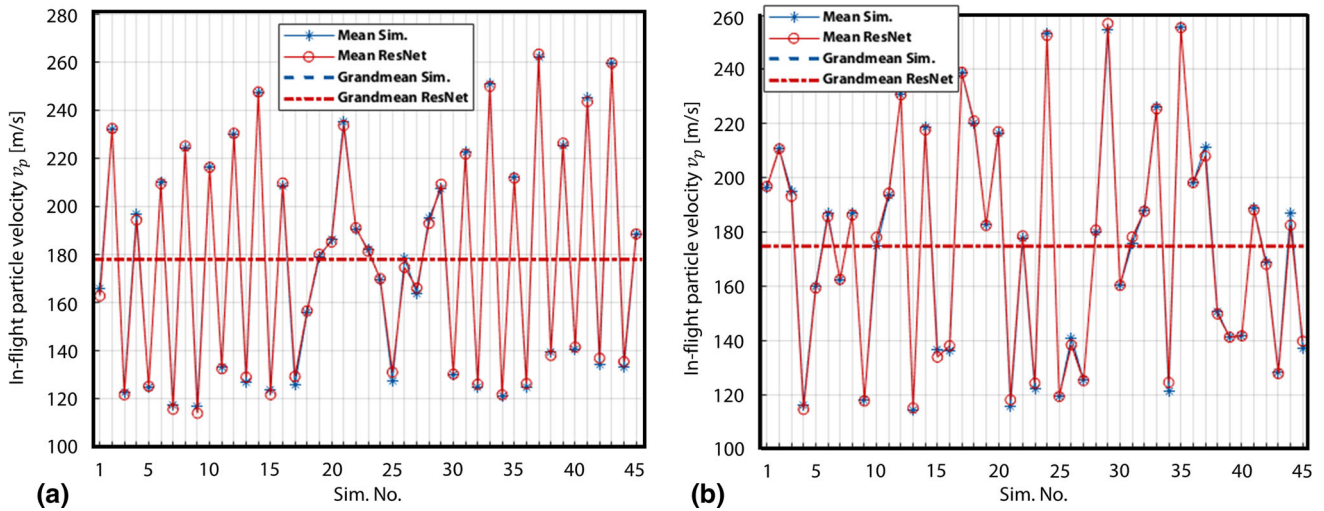 280
260
240
220
200
180
160
140
120
100
In-flight particle velocity vp [m/s]
Mean Sim.
Mean ResNet
Grandmean Sim.
Grandmean ResNet
1 5 10 15 20 25 30 35 40 45
Sim. No.
(a)
260
240
220
200
180
160
140
120
100
In-flight particle velocity vp [m/s]
Mean Sim.
Mean ResNet
Grandmean Sim.
Grandmean ResNet
1 5 10 15 20 25 30 35 40 45
Sim. No.
(b)